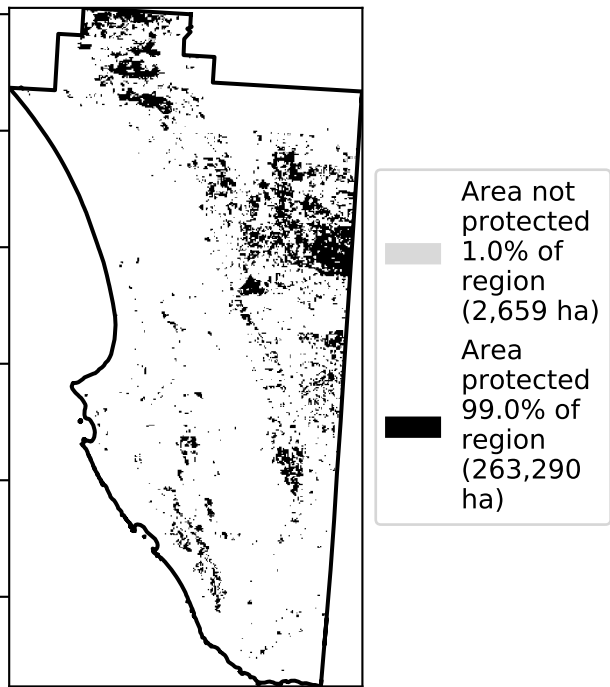 Area not
protected
1.0% of
region
(2,659 ha)
Area
protected
99.0% of
region
(263,290
ha)